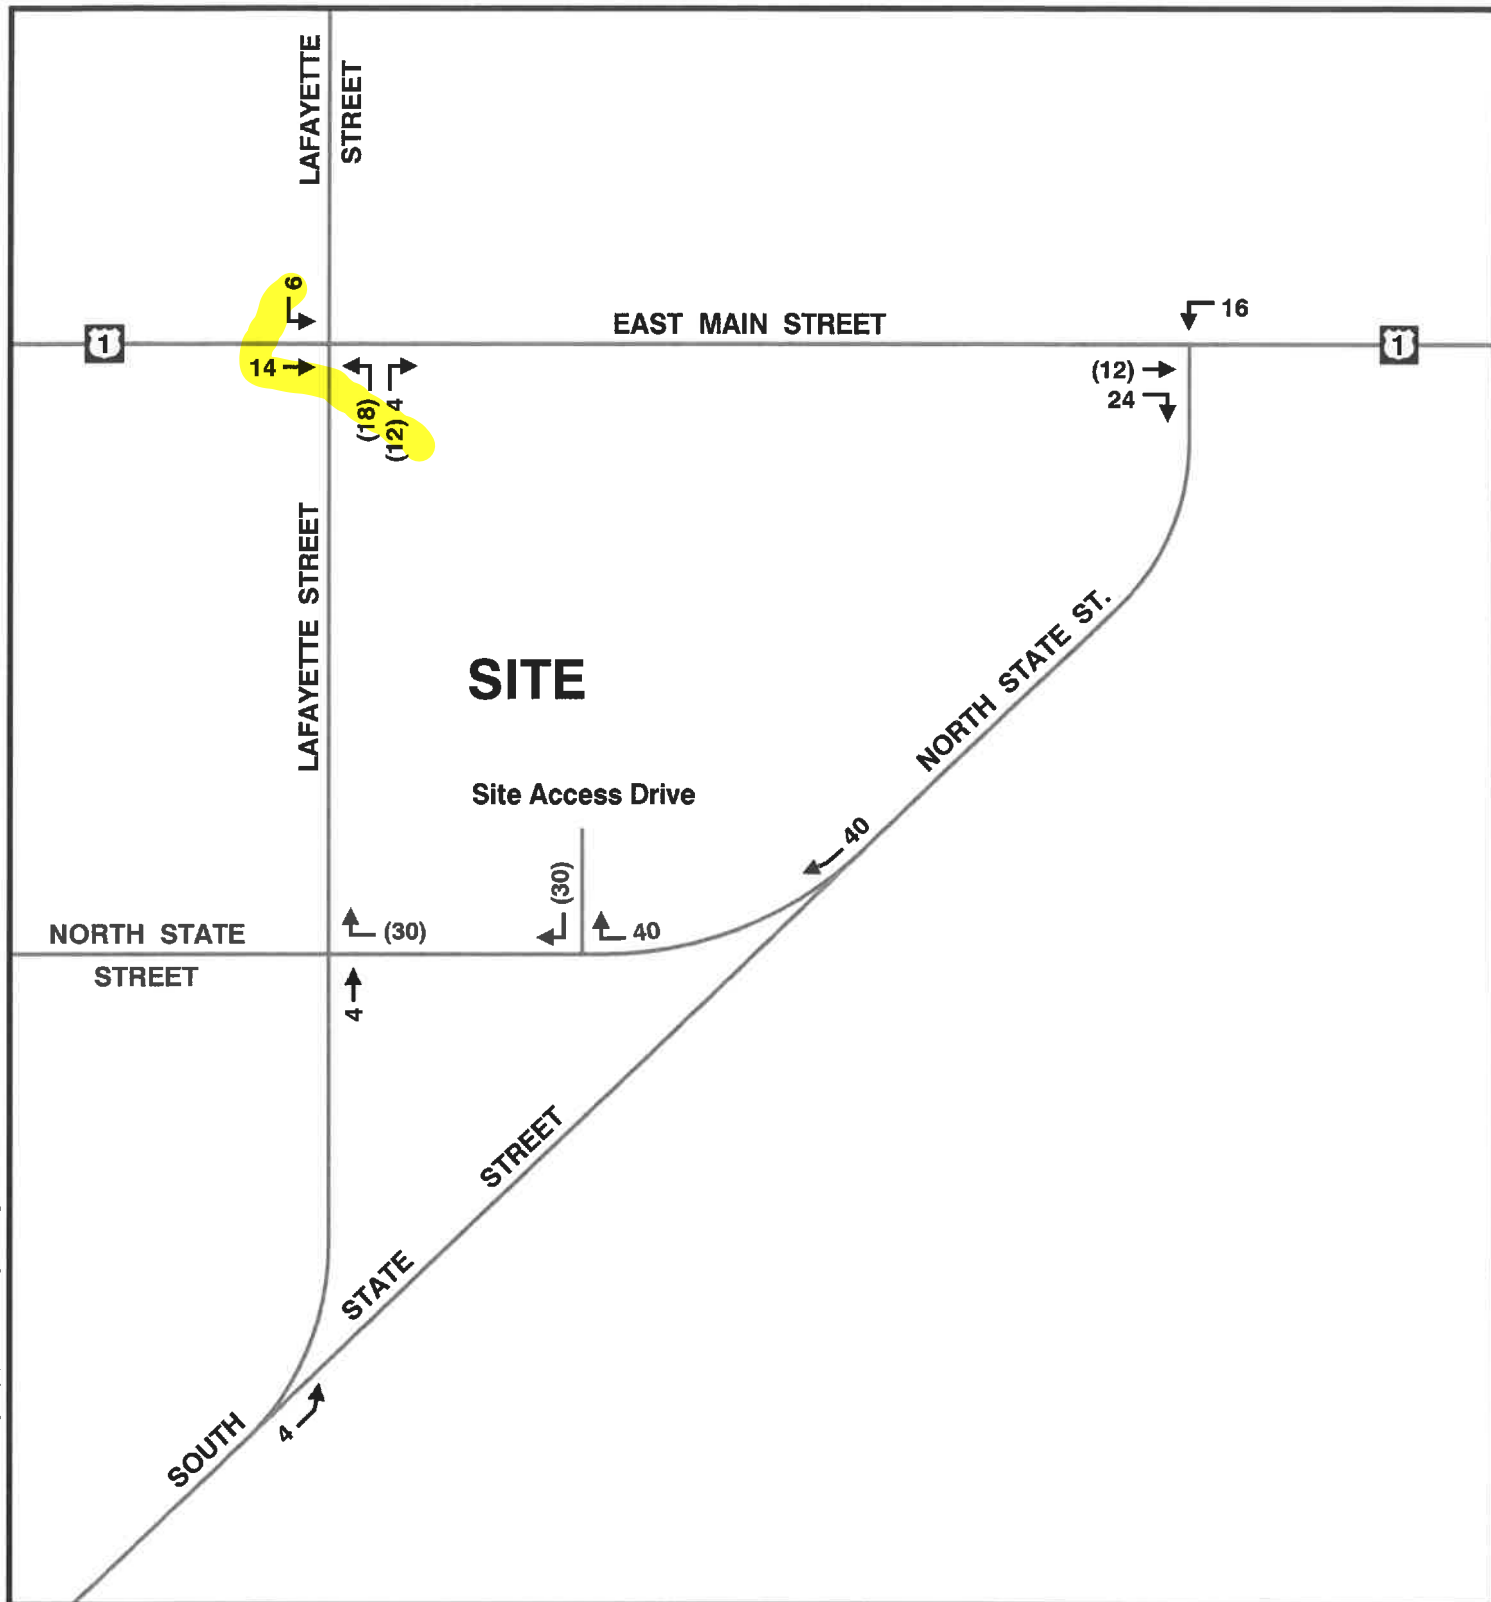 LAFAYETTE
STREET
6
EAST MAIN STREET
16
1
1
14
(18)
(12) 4
(12)
24
LAFAYETTE STREET
NORTH STATE ST.
SITE
Site Access Drive
40
(30)
(30)
40
NORTH STATE
STREET
4
STREET
STATE
4
SOUTH